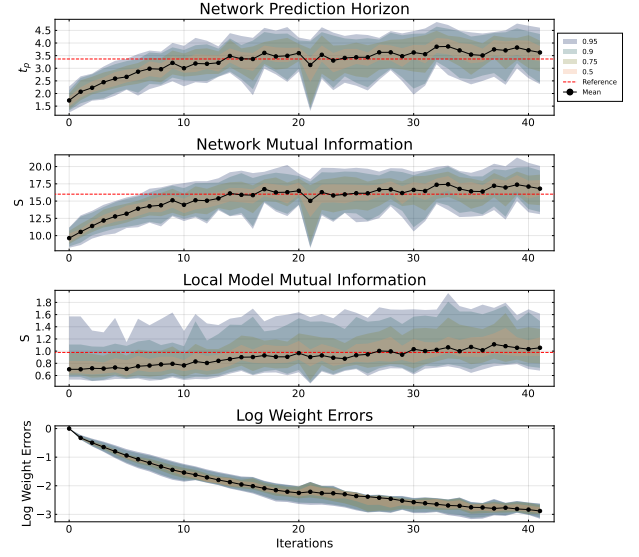 Network Prediction Horizon
4.5
4.0
3.5
3.0
2.5
2.0
1.5
t_p
0 10 20 30 40
0.95
0.9
0.75
0.5
Reference
Mean
Network Mutual Information
20.0
17.5
15.0
12.5
10.0
S
0 10 20 30 40
Local Model Mutual Information
1.8
1.6
1.4
1.2
1.0
0.8
0.6
S
0 10 20 30 40
Log Weight Errors
0
−1
−2
−3
Log Weight Errors
0 10 20 30 40
Iterations